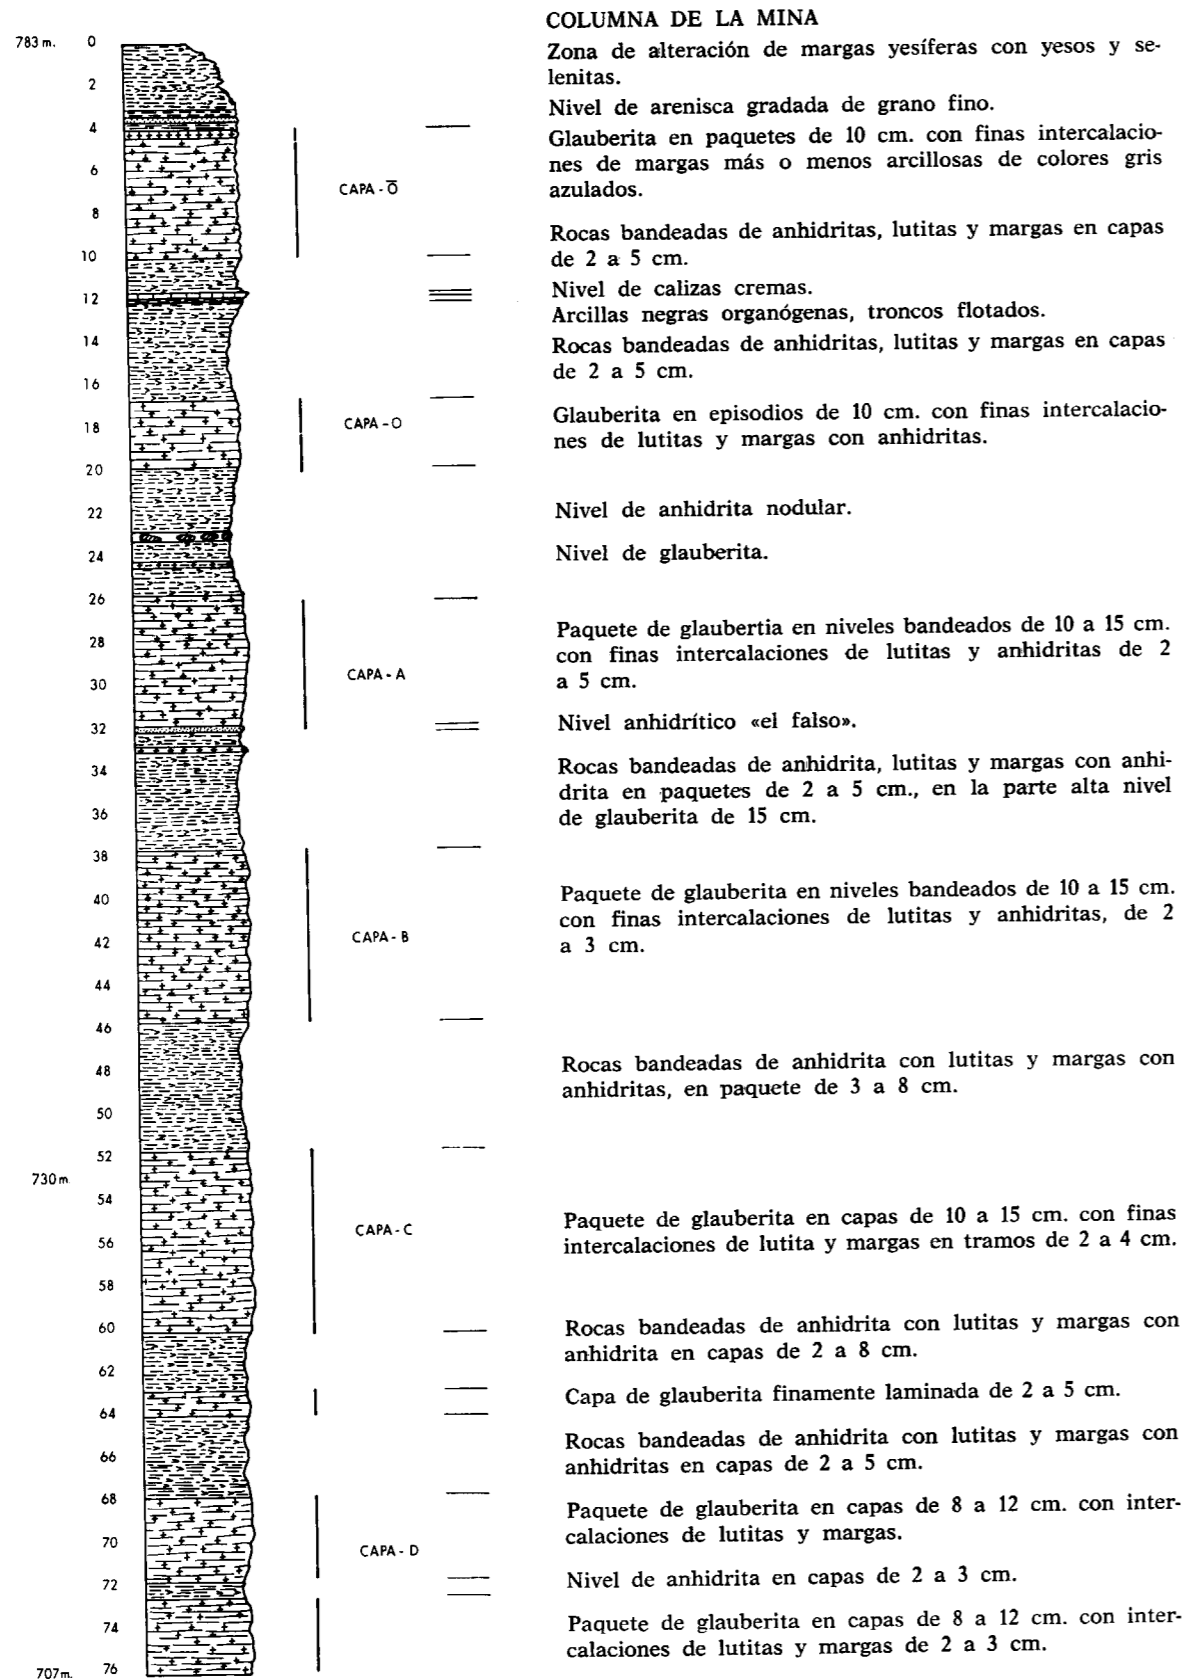 COLUMNA DE LA MINA
783 m.
0
Zona de alteración de margas yesíferas con yesos y se-
lenitas.
2
Nivel de arenisca gradada de grano fino.
4
Glauberita en paquetes de 10 cm. con finas intercalacio-
nes de margas más o menos arcillosas de colores gris
azulados.
6
CAPA - O̅
8
Rocas bandeadas de anhidritas, lutitas y margas en capas
de 2 a 5 cm.
10
Nivel de calizas cremas.
12
Arcillas negras organógenas, troncos flotados.
14
Rocas bandeadas de anhidritas, lutitas y margas en capas
de 2 a 5 cm.
16
Glauberita en episodios de 10 cm. con finas intercalacio-
nes de lutitas y margas con anhidritas.
18
CAPA - O
20
22
Nivel de anhidrita nodular.
24
Nivel de glauberita.
26
28
Paquete de glaubertia en niveles bandeados de 10 a 15 cm.
con finas intercalaciones de lutitas y anhidritas de 2
a 5 cm.
30
CAPA - A
32
Nivel anhidrítico «el falso».
34
Rocas bandeadas de anhidrita, lutitas y margas con anhi-
drita en paquetes de 2 a 5 cm., en la parte alta nivel
de glauberita de 15 cm.
36
38
40
Paquete de glauberita en niveles bandeados de 10 a 15 cm.
con finas intercalaciones de lutitas y anhidritas, de 2
a 3 cm.
42
CAPA - B
44
46
48
Rocas bandeadas de anhidrita con lutitas y margas con
anhidritas, en paquete de 3 a 8 cm.
50
52
730 m
54
56
CAPA - C
Paquete de glauberita en capas de 10 a 15 cm. con finas
intercalaciones de lutita y margas en tramos de 2 a 4 cm.
58
60
Rocas bandeadas de anhidrita con lutitas y margas con
anhidrita en capas de 2 a 8 cm.
62
Capa de glauberita finamente laminada de 2 a 5 cm.
64
66
Rocas bandeadas de anhidrita con lutitas y margas con
anhidritas en capas de 2 a 5 cm.
68
Paquete de glauberita en capas de 8 a 12 cm. con inter-
calaciones de lutitas y margas.
70
CAPA - D
72
Nivel de anhidrita en capas de 2 a 3 cm.
74
Paquete de glauberita en capas de 8 a 12 cm. con inter-
calaciones de lutitas y margas de 2 a 3 cm.
76
707 m.